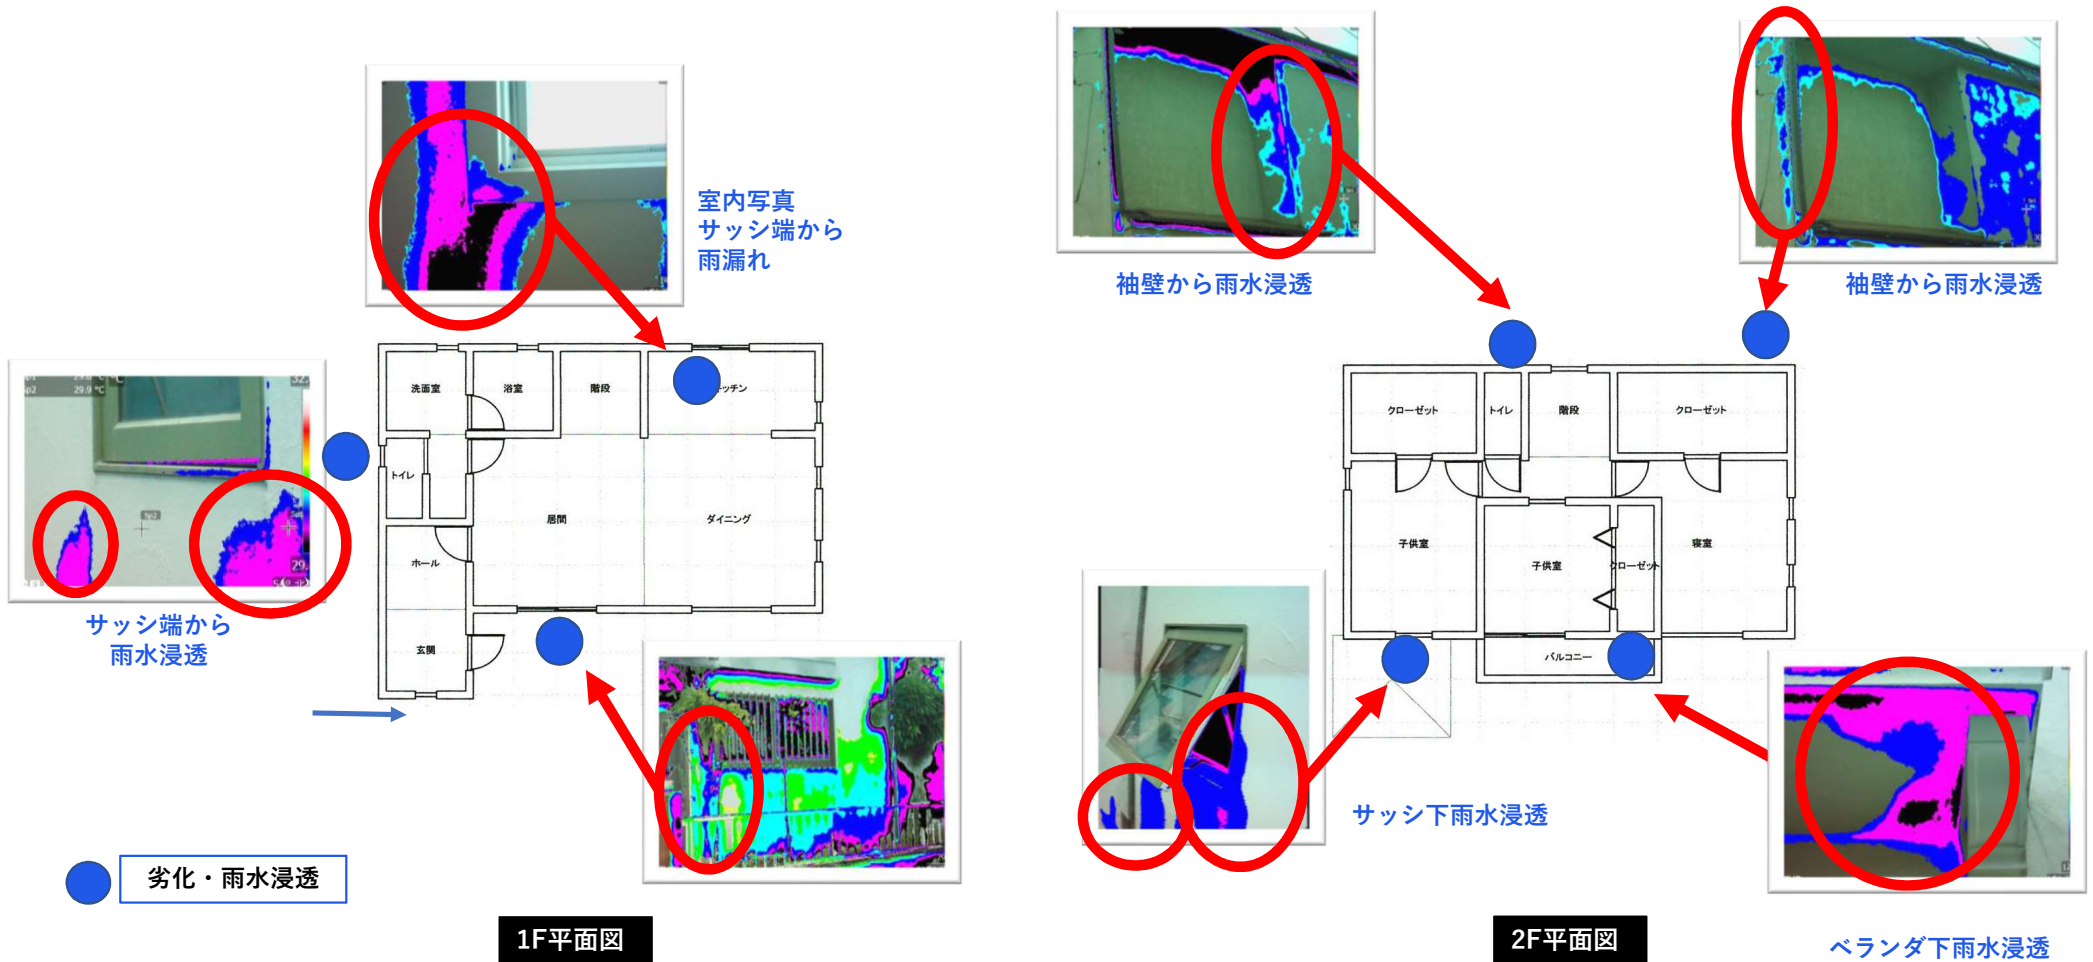 室内写真
サッシ端から
雨漏れ
袖壁から雨水浸透
袖壁から雨水浸透
29.9 °C
Sp2
サッシ端から
雨水浸透
洗面室
浴室
階段
ッチン
トイレ
居間
ダイニング
ホール
玄関
クローゼット
トイレ
階段
クローゼット
子供室
子供室
クローゼット
寝室
バルコニー
サッシ下雨水浸透
劣化・雨水浸透
1F平面図
2F平面図
ベランダ下雨水浸透